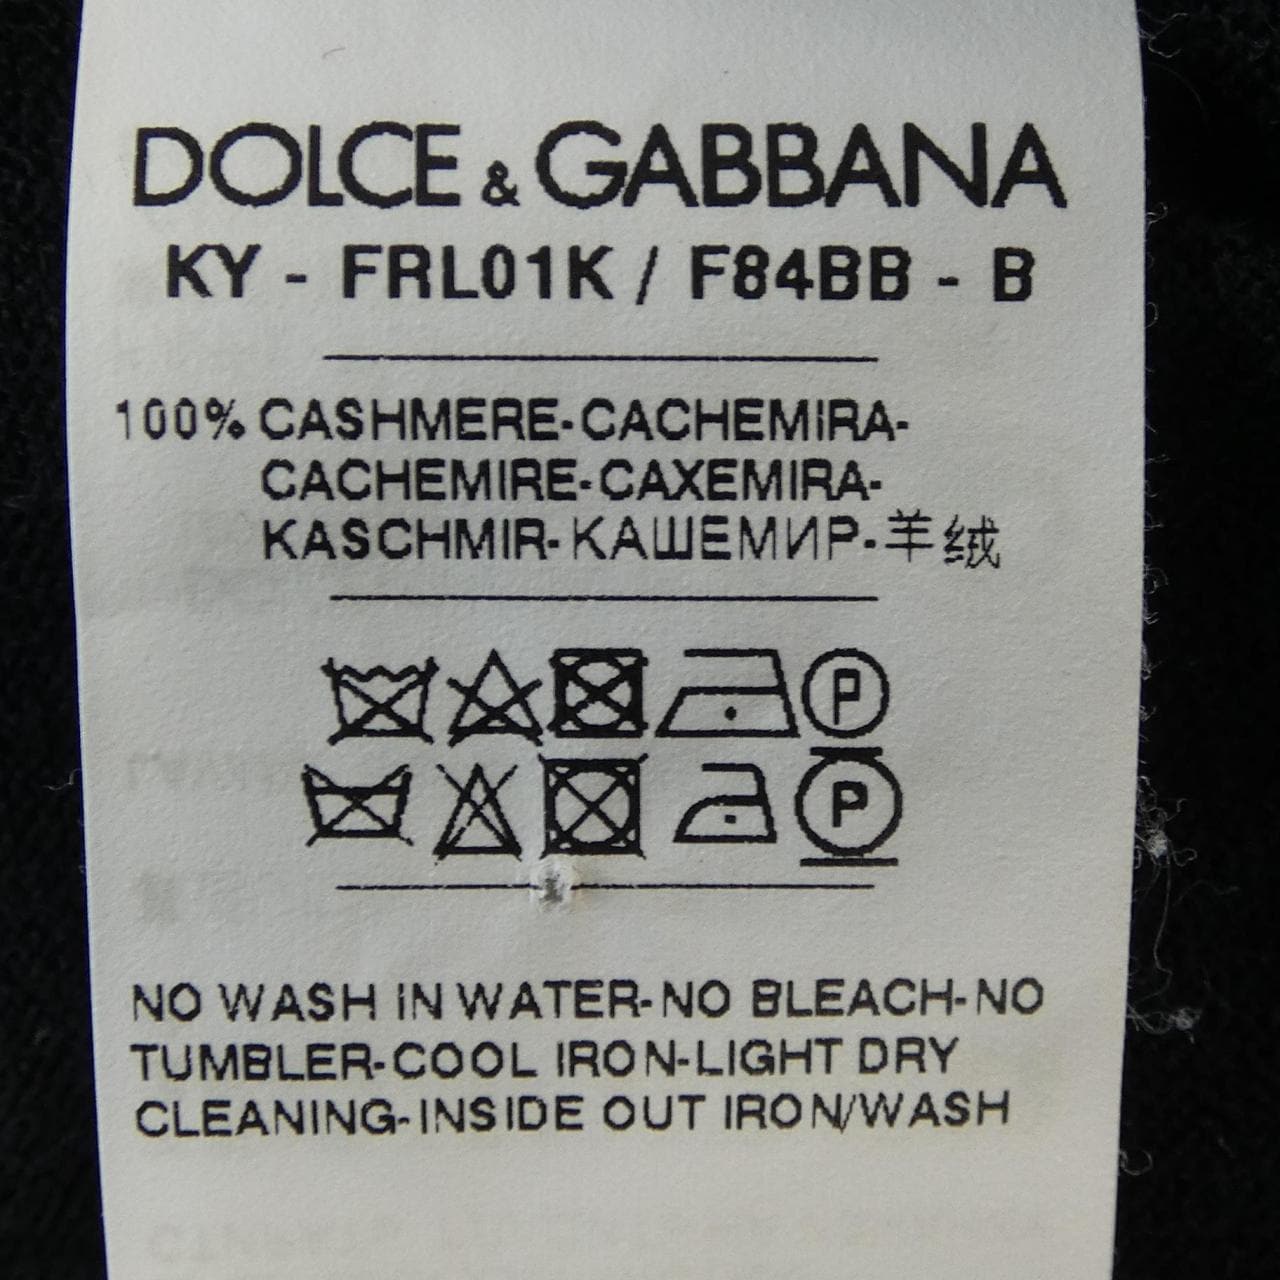 DOLCE & GABBANA
KY - FRL01K / F84BB - B
100% CASHMERE-CACHEMIRA-
CACHEMIRE-CAXEMIRA-
KASCHMIR-КАШЕМИР-羊绒
P
P
NO WASH IN WATER-NO BLEACH-NO
TUMBLER-COOL IRON-LIGHT DRY
CLEANING-INSIDE OUT IRON/WASH